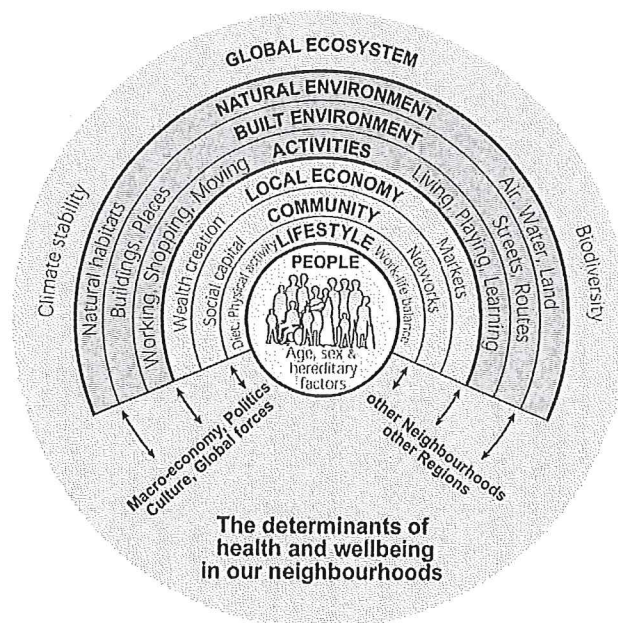 GLOBAL ECOSYSTEM
NATURAL ENVIRONMENT
BUILT ENVIRONMENT
ACTIVITIES
LOCAL ECONOMY
COMMUNITY
LIFESTYLE
PEOPLE
Age, sex &
hereditary
factors
Climate stability
Natural habitats
Buildings, Places
Working, Shopping, Moving
Wealth creation
Social capital
Diet, Physical activity
Work-life balance
Networks
Markets
Living, Playing, Learning
Streets, Routes
Air, Water, Land
Biodiversity
Macro-economy, Politics
Culture, Global forces
other Neighbourhoods
other Regions
The determinants of
health and wellbeing
in our neighbourhoods